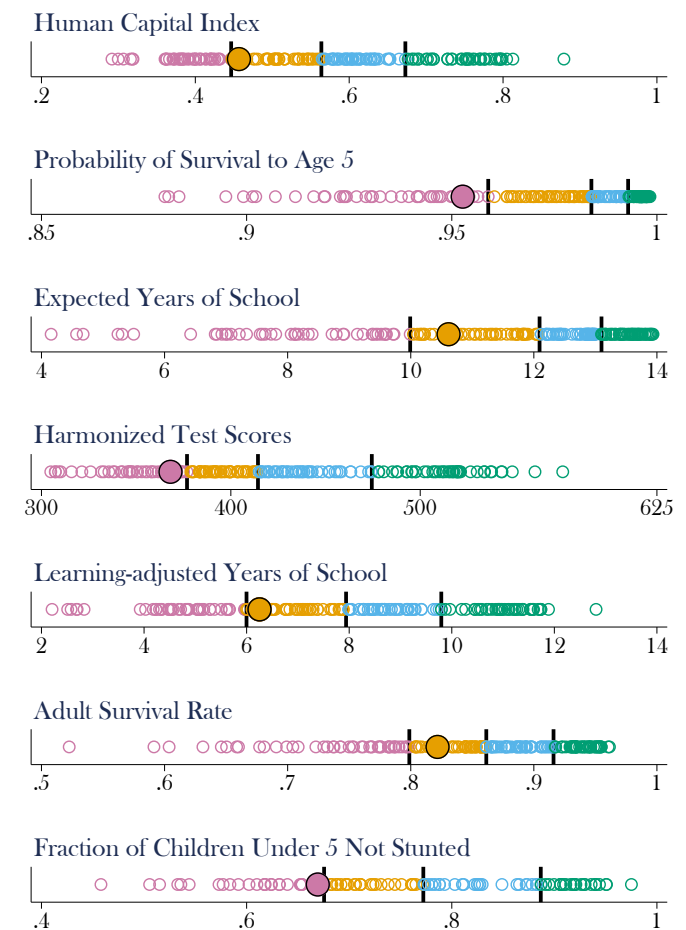 Human Capital Index
.2 .4 .6 .8 1
Probability of Survival to Age 5
.85 .9 .95 1
Expected Years of School
4 6 8 10 12 14
Harmonized Test Scores
300 400 500 625
Learning-adjusted Years of School
2 4 6 8 10 12 14
Adult Survival Rate
.5 .6 .7 .8 .9 1
Fraction of Children Under 5 Not Stunted
.4 .6 .8 1